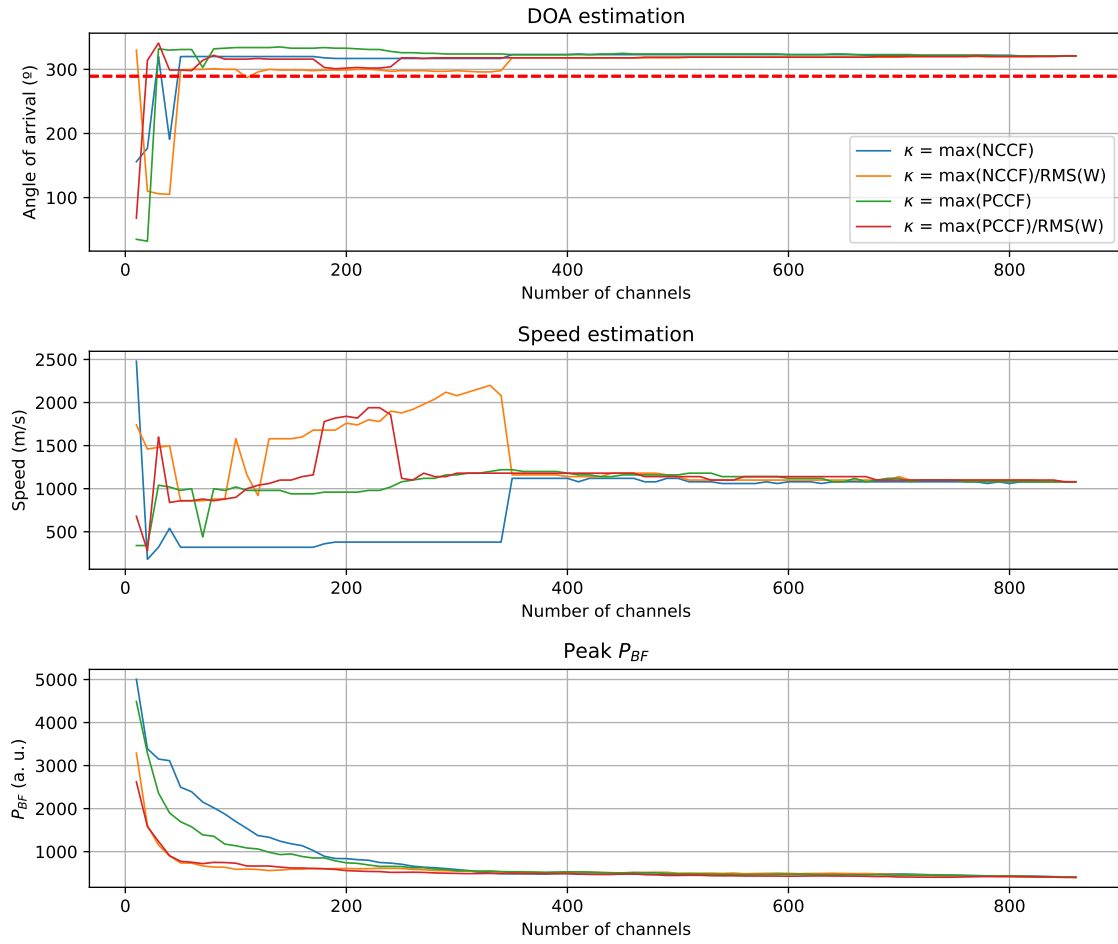 DOA estimation
Angle of arrival (º)
300
200
100
κ = max(NCCF)
κ = max(NCCF)/RMS(W)
κ = max(PCCF)
κ = max(PCCF)/RMS(W)
0 200 400 600 800
Number of channels
Speed estimation
Speed (m/s)
2500
2000
1500
1000
500
0 200 400 600 800
Number of channels
Peak P_BF
P_BF (a. u.)
5000
4000
3000
2000
1000
0 200 400 600 800
Number of channels